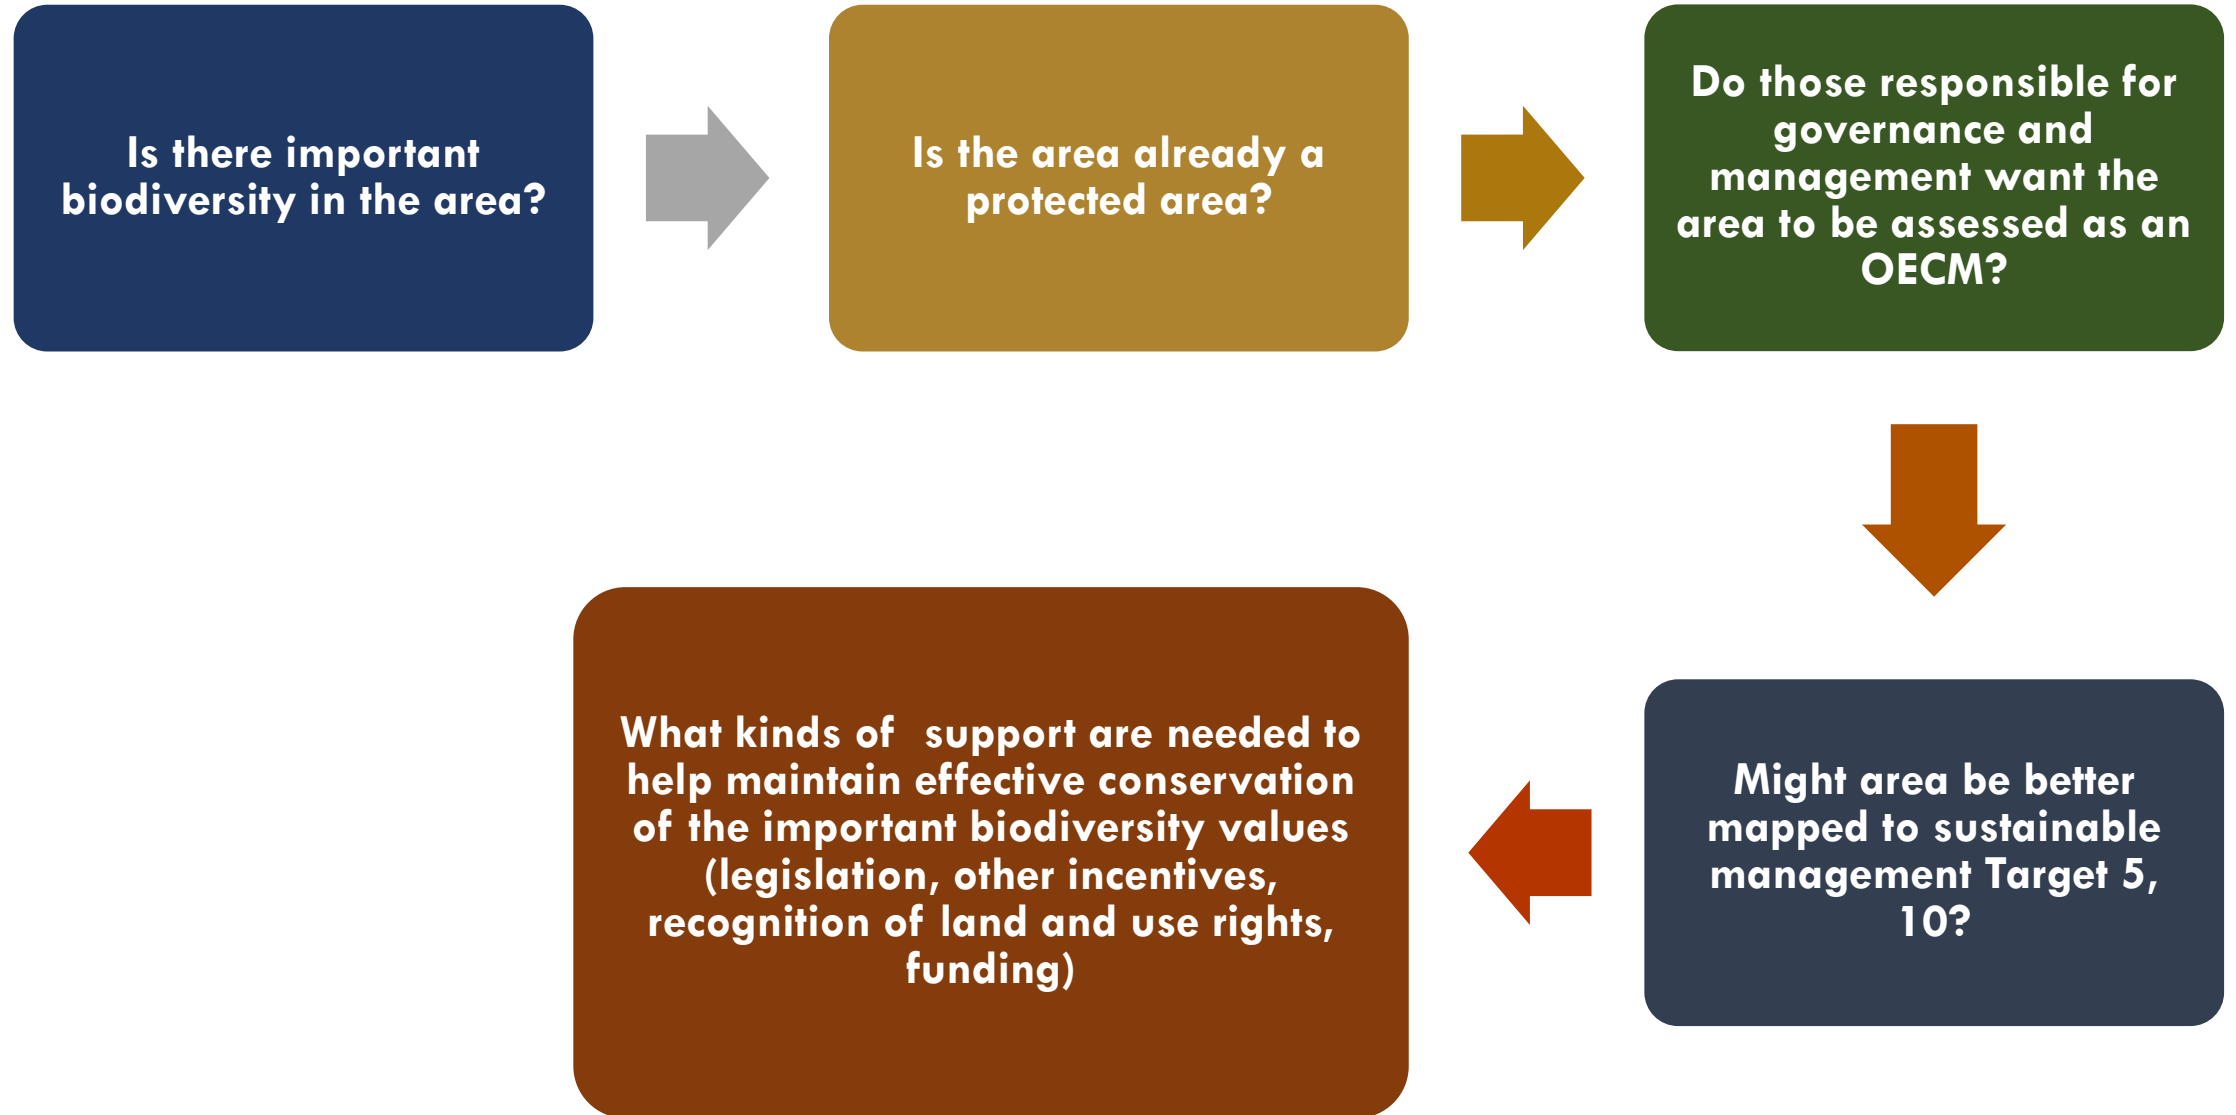 Is there important
biodiversity in the area?
Is the area already a
protected area?
Do those responsible for
governance and
management want the
area to be assessed as an
OECM?
Might area be better
mapped to sustainable
management Target 5,
10?
What kinds of  support are needed to
help maintain effective conservation
of the important biodiversity values
(legislation, other incentives,
recognition of land and use rights,
funding)